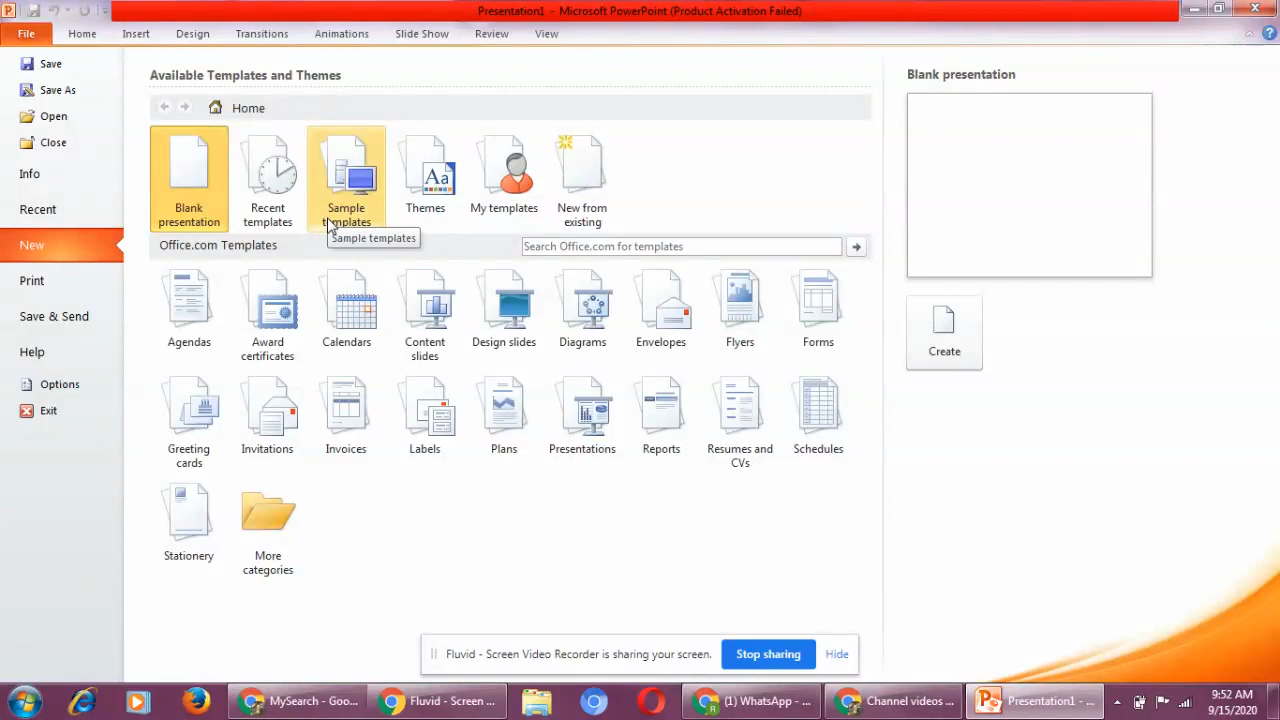 Presentation1 - Microsoft PowerPoint (Product Activation Failed)
File Home Insert Design Transitions Animations Slide Show Review View
Save
Save As
Open
Close
Info
Recent
New
Print
Save & Send
Help
Options
Exit
Available Templates and Themes
Home
Blank presentation
Recent templates
Sample templates
Themes
My templates
New from existing
Sample templates
Office.com Templates
Search Office.com for templates
Agendas
Award certificates
Calendars
Content slides
Design slides
Diagrams
Envelopes
Flyers
Forms
Greeting cards
Invitations
Invoices
Labels
Plans
Presentations
Reports
Resumes and CVs
Schedules
Stationery
More categories
Blank presentation
Create
Fluvid - Screen Video Recorder is sharing your screen.
Stop sharing
Hide
MySearch - Goo...
Fluvid - Screen ...
(1) WhatsApp - ...
Channel videos ...
Presentation1 - ...
9:52 AM
9/15/2020